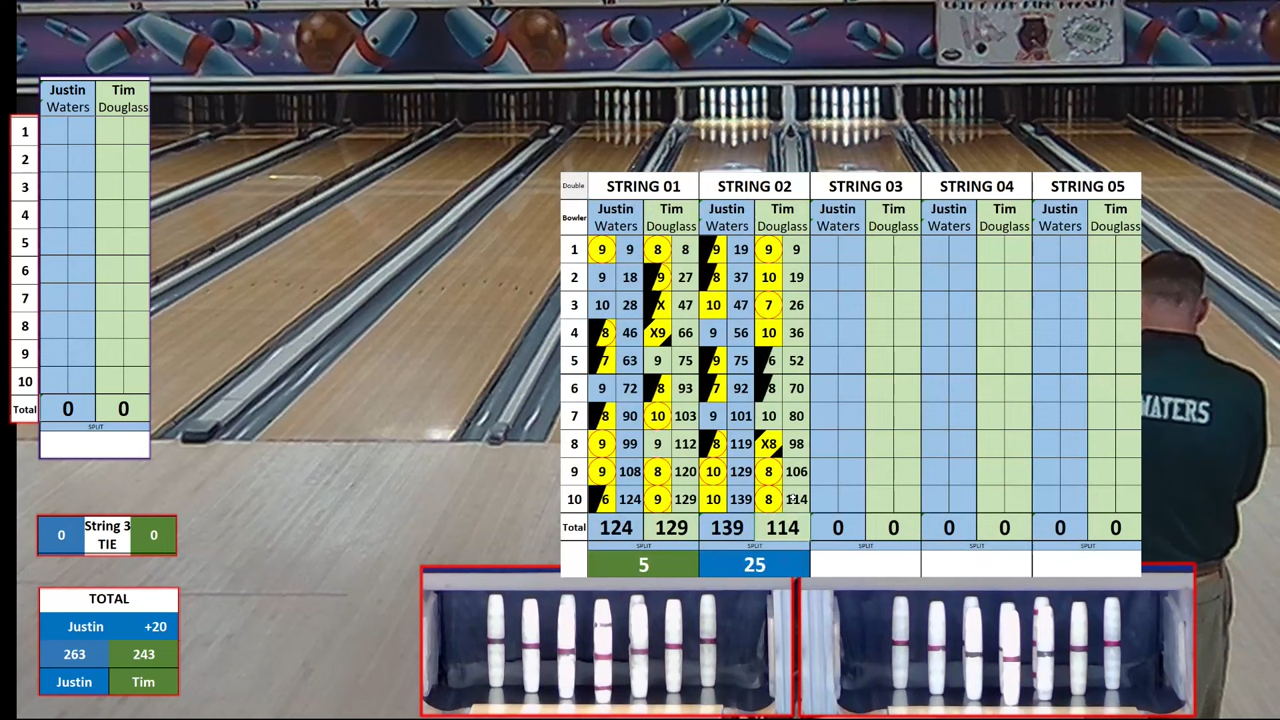 Justin Tim
Waters Douglass
1
2
3
4
5
6
7
8
9
10
Total 0 0
SPLIT
0 String 3 0
TIE
TOTAL
Justin +20
263 243
Justin Tim
Double STRING 01 STRING 02 STRING 03 STRING 04 STRING 05
Bowler Justin Tim Justin Tim Justin Tim Justin Tim Justin Tim
Waters Douglass Waters Douglass Waters Douglass Waters Douglass Waters Douglass
1 9 9 8 8 9 19 9 9
2 9 18 9 27 8 37 10 19
3 10 28 X 47 10 47 7 26
4 8 46 X9 66 9 56 10 36
5 7 63 9 75 9 75 6 52
6 9 72 8 93 7 92 8 70
7 8 90 10 103 9 101 10 80
8 9 99 9 112 8 119 X8 98
9 9 108 8 120 10 129 8 106
10 6 124 9 129 10 139 8 114
Total 124 129 139 114 0 0 0 0 0 0
SPLIT SPLIT SPLIT SPLIT SPLIT
5 25
WATERS